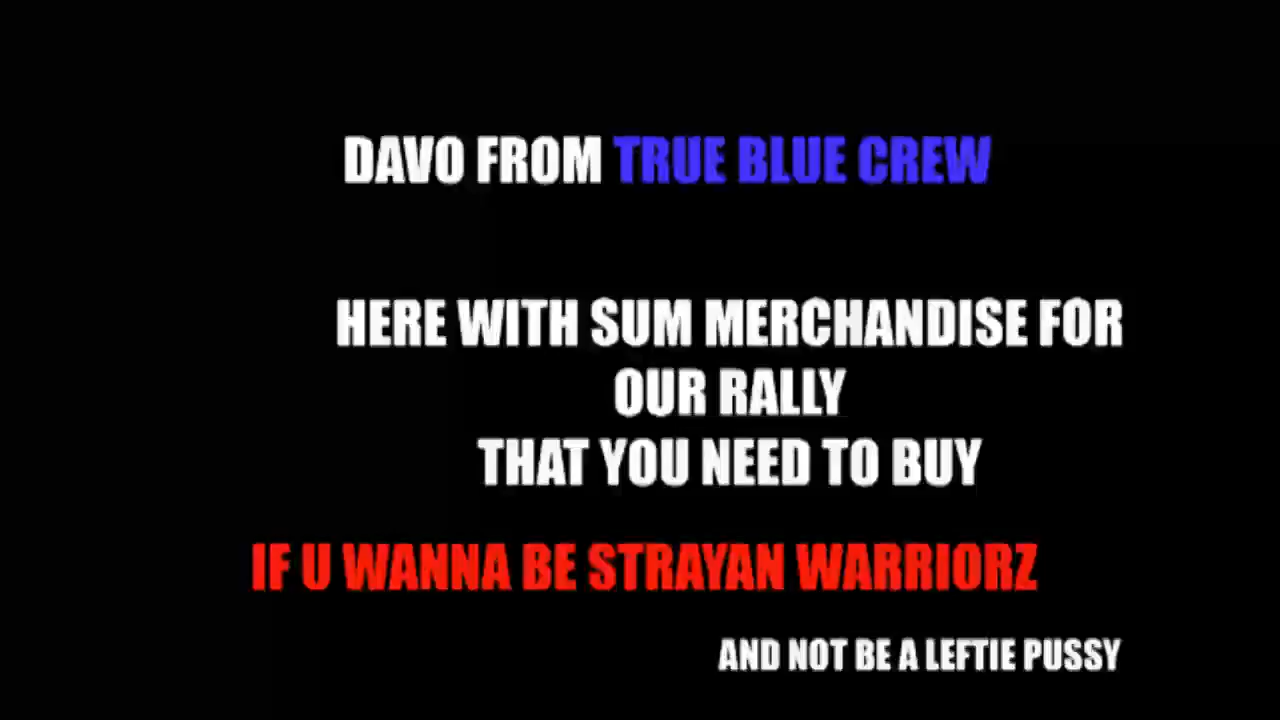 DAVO FROM TRUE BLUE CREW
HERE WITH SUM MERCHANDISE FOR
OUR RALLY
THAT YOU NEED TO BUY
IF U WANNA BE STRAYAN WARRIORZ
AND NOT BE A LEFTIE PUSSY